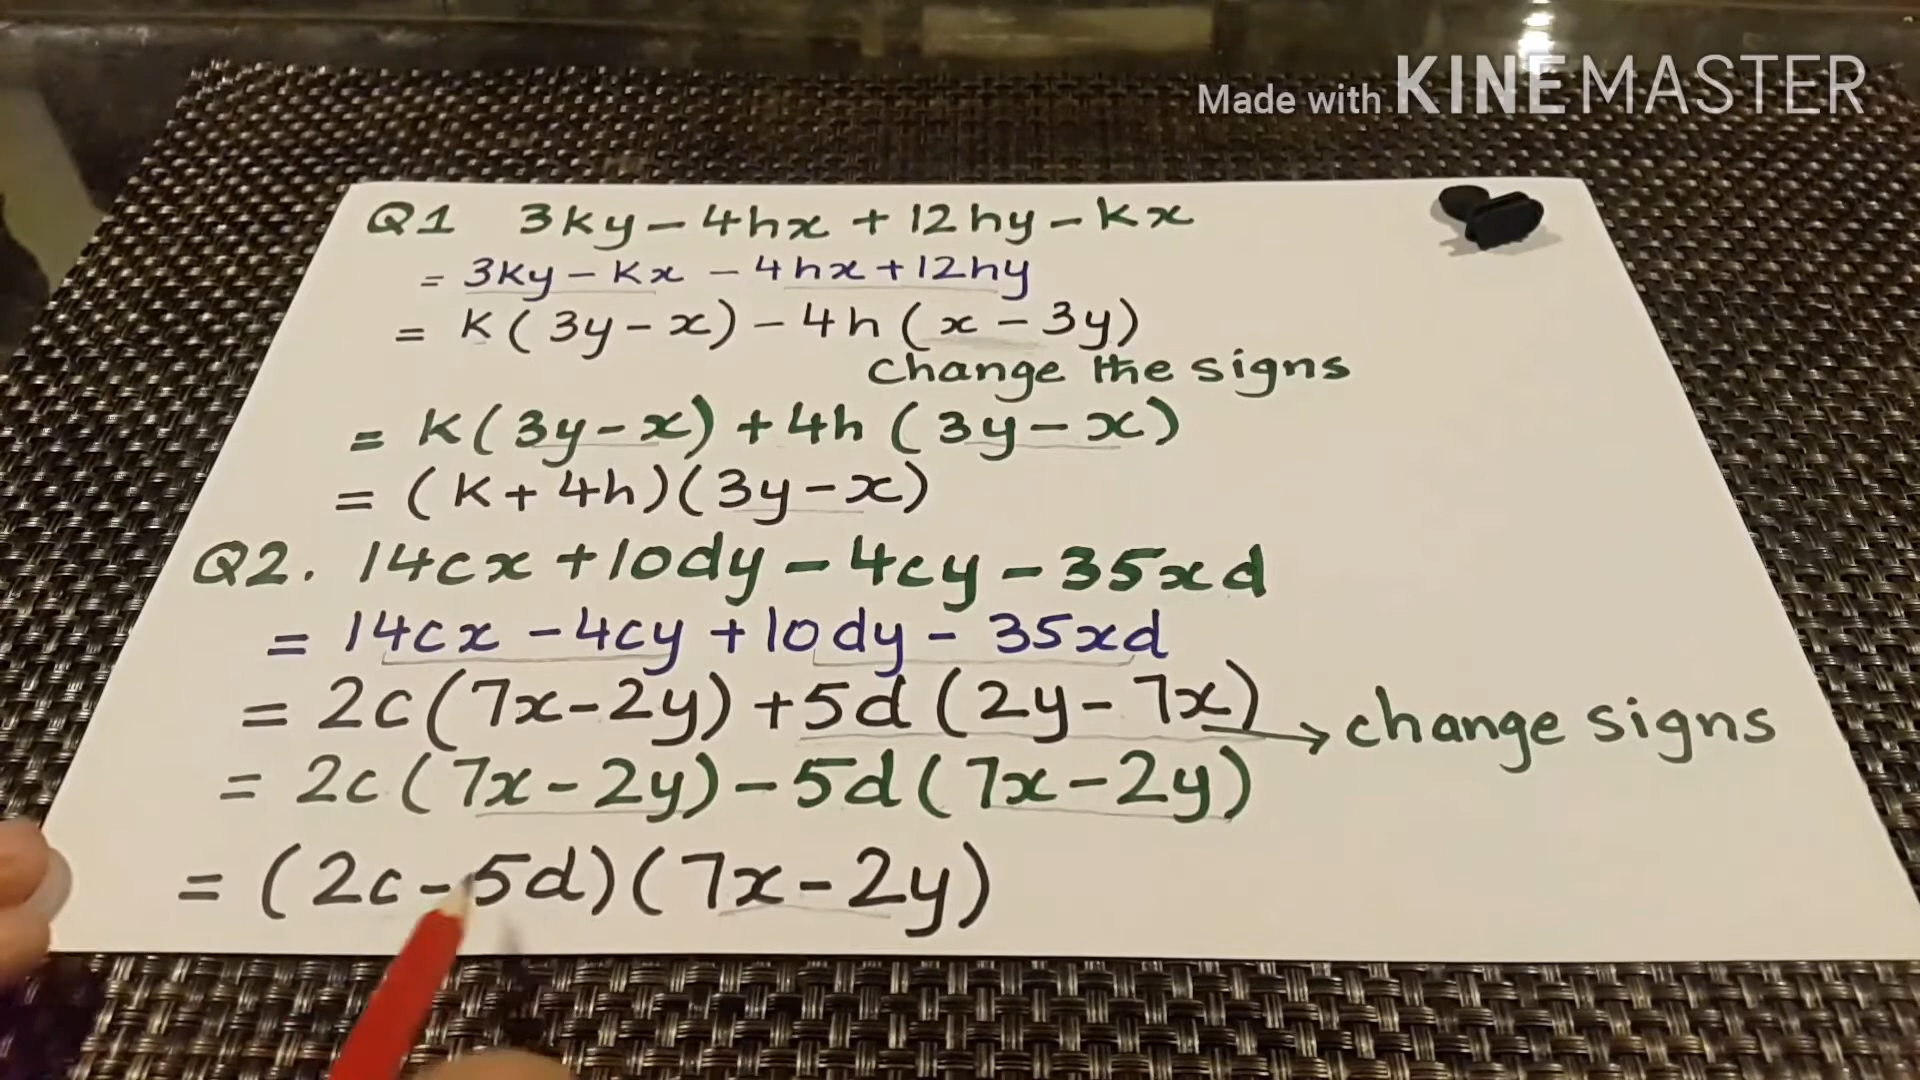 Made with KINEMASTER
Q1 3ky - 4hx + 12hy - kx
= 3ky - kx - 4hx + 12hy
= k(3y - x) - 4h(x - 3y)
change the signs
= k(3y - x) + 4h(3y - x)
= (k + 4h)(3y - x)
Q2. 14cx + 10dy - 4cy - 35xd
= 14cx - 4cy + 10dy - 35xd
= 2c(7x - 2y) + 5d(2y - 7x) → change signs
= 2c(7x - 2y) - 5d(7x - 2y)
= (2c - 5d)(7x - 2y)